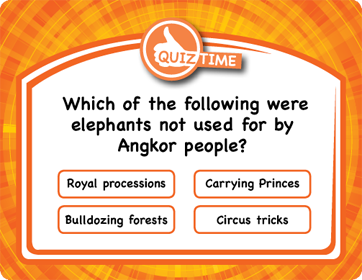 QUIZ TIME
Which of the following were
elephants not used for by
Angkor people?
Royal processions
Carrying Princes
Bulldozing forests
Circus tricks